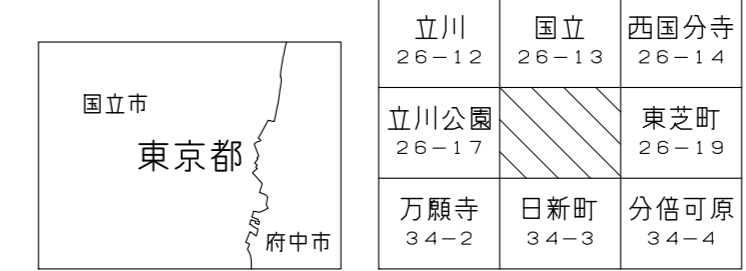 国立市
東京都
府中市
立川 国立 西国分寺
26-12 26-13 26-14
立川公園 東芝町
26-17 26-19
万願寺 日新町 分倍可原
34-2 34-3 34-4